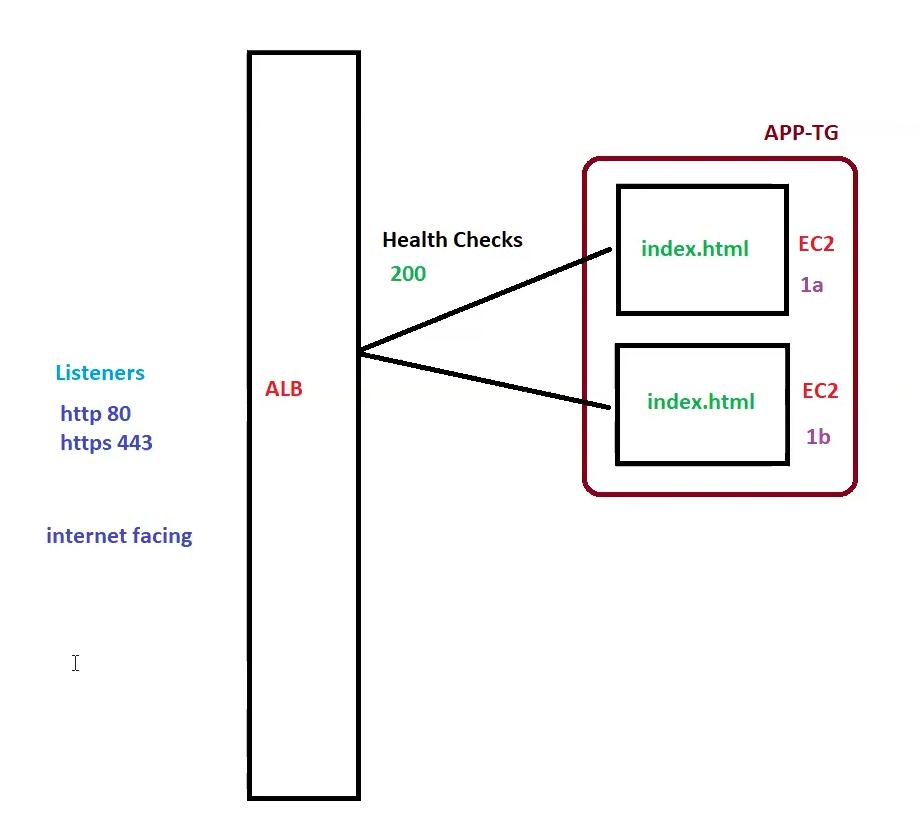 APP-TG
Health Checks
200
index.html
EC2
1a
Listeners
http 80
https 443
ALB
index.html
EC2
1b
internet facing